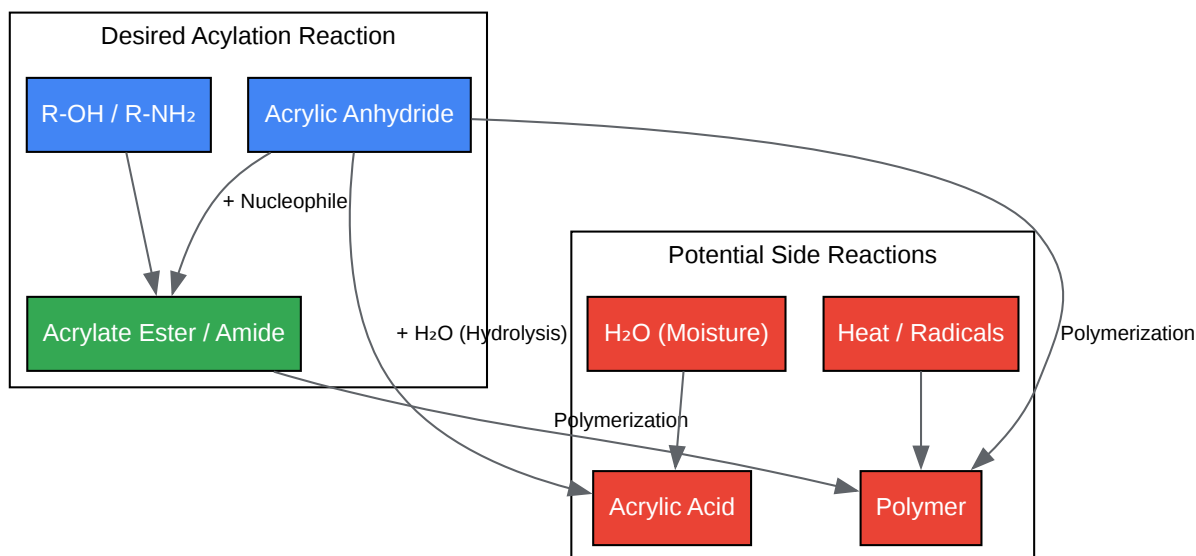 Desired Acylation Reaction
R-OH / R-NH₂
Acrylic Anhydride
+ Nucleophile
Potential Side Reactions
Acrylate Ester / Amide
+ H₂O (Hydrolysis)
H₂O (Moisture)
Heat / Radicals
Polymerization
Polymerization
Acrylic Acid
Polymer